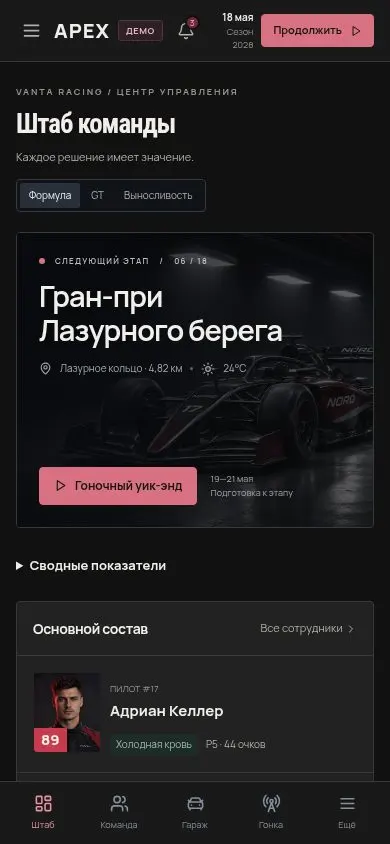 APEX
ДЕМО
3
18 мая
Сезон
2028
Продолжить
VANTA RACING / ЦЕНТР УПРАВЛЕНИЯ
Штаб команды
Каждое решение имеет значение.
Формула
GT
Выносливость
СЛЕДУЮЩИЙ ЭТАП / 06 / 18
Гран-при
Лазурного берега
Лазурное кольцо · 4,82 км • 24°C
NORD
17
NORD
Гоночный уик-энд
19—21 мая
Подготовка к этапу
Сводные показатели
Основной состав
Все сотрудники
ПИЛОТ #17
Адриан Келлер
89
Холодная кровь
P5 · 44 очков
Штаб
Команда
Гараж
Гонка
Ещё